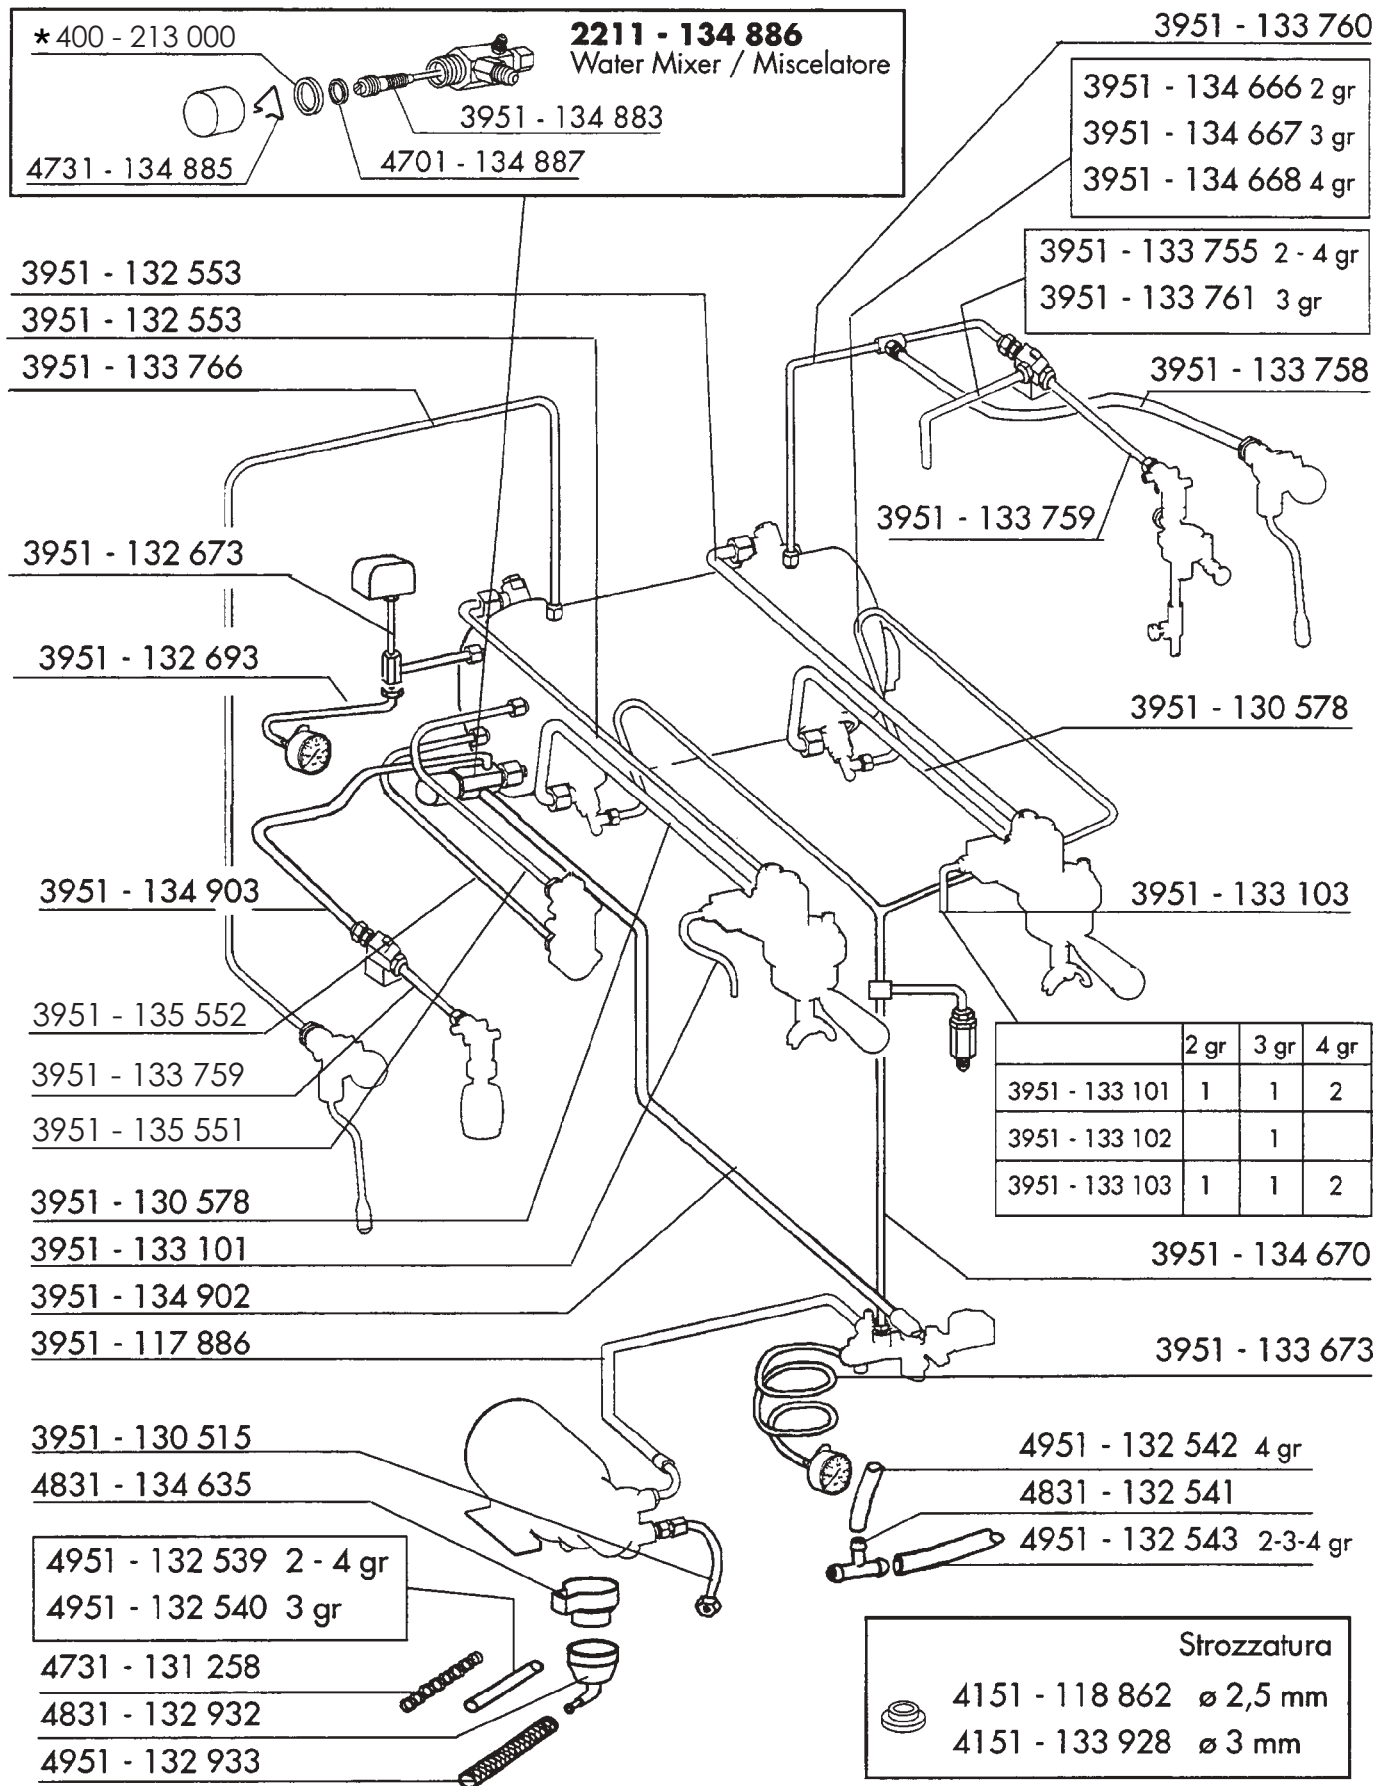 ★400 - 213 000
2211 - 134 886
Water Mixer / Miscelatore
3951 - 134 883
4731 - 134 885
4701 - 134 887
3951 - 133 760
3951 - 134 666 2 gr
3951 - 134 667 3 gr
3951 - 134 668 4 gr
3951 - 133 755 2 - 4 gr
3951 - 133 761 3 gr
3951 - 133 758
3951 - 133 759
3951 - 132 553
3951 - 132 553
3951 - 133 766
3951 - 132 673
3951 - 132 693
3951 - 130 578
3951 - 134 903
3951 - 133 103
3951 - 135 552
3951 - 133 759
3951 - 135 551
2 gr 3 gr 4 gr
3951 - 133 101 1 1 2
3951 - 133 102 1
3951 - 133 103 1 1 2
3951 - 130 578
3951 - 133 101
3951 - 134 902
3951 - 117 886
3951 - 134 670
3951 - 133 673
3951 - 130 515
4831 - 134 635
4951 - 132 539 2 - 4 gr
4951 - 132 540 3 gr
4731 - 131 258
4831 - 132 932
4951 - 132 933
4951 - 132 542 4 gr
4831 - 132 541
4951 - 132 543 2-3-4 gr
Strozzatura
4151 - 118 862 ø 2,5 mm
4151 - 133 928 ø 3 mm